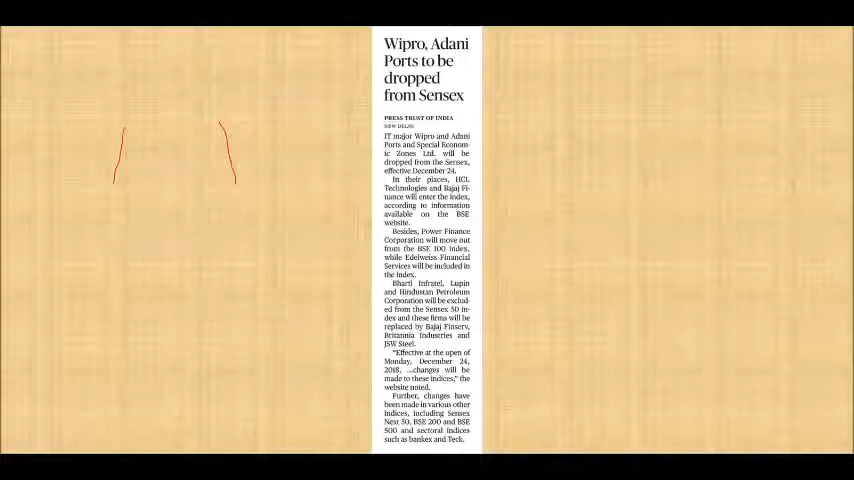 Wipro, Adani
Ports to be
dropped
from Sensex
PRESS TRUST OF INDIA
NEW DELHI
IT major Wipro and Adani
Ports and Special Econom-
ic Zones Ltd. will be
dropped from the Sensex,
effective December 24.
In their places, HCL
Technologies and Bajaj Fi-
nance will enter the index,
according to information
available on the BSE
website.
Besides, Power Finance
Corporation will move out
from the BSE 100 index,
while Edelweiss Financial
Services will be included in
the index.
Bharti Infratel, Lupin
and Hindustan Petroleum
Corporation will be exclud-
ed from the Sensex 50 in-
dex and these firms will be
replaced by Bajaj Finserv,
Britannia Industries and
JSW Steel.
"Effective at the open of
Monday, December 24,
2018, ...changes will be
made to these indices," the
website noted.
Further, changes have
been made in various other
indices, including Sensex
Next 50, BSE 200 and BSE
500 and sectoral indices
such as bankex and Teck.